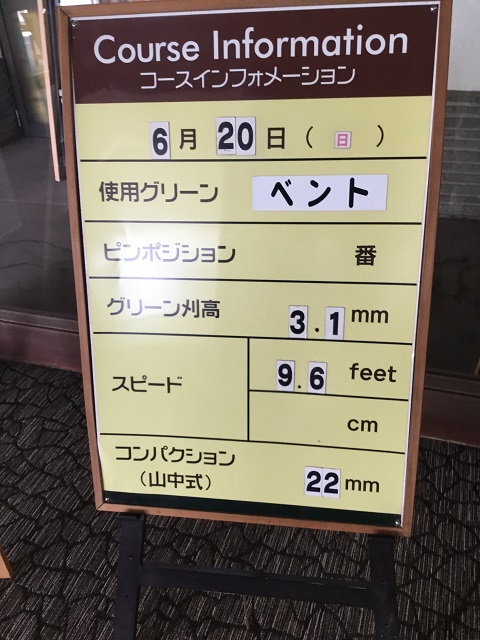 Course Information
コースインフォメーション
6月20日(日)
使用グリーン ベント
ピンポジション 番
グリーン刈高 3.1mm
スピード 9.6 feet
cm
コンパクション
(山中式) 22mm